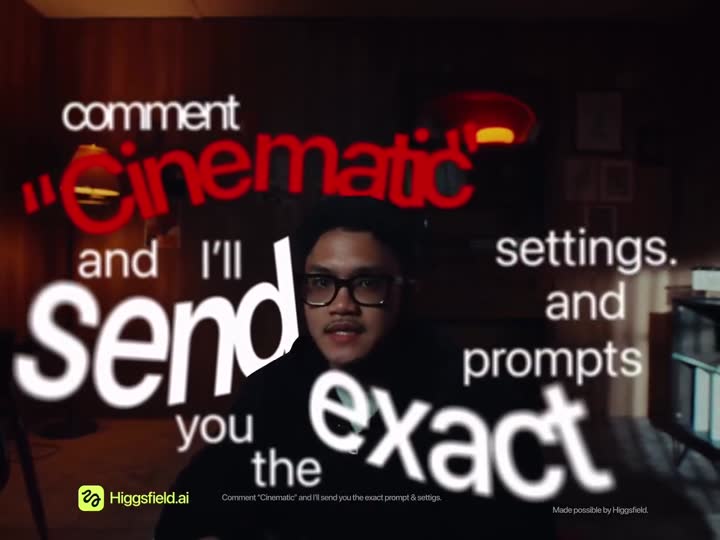 comment
"Cinematic"
and I'll
send
you
the
exact
prompts
and
settings.
Higgsfield.ai
Comment "Cinematic" and I'll send you the exact prompt & settigs.
Made possible by Higgsfield.